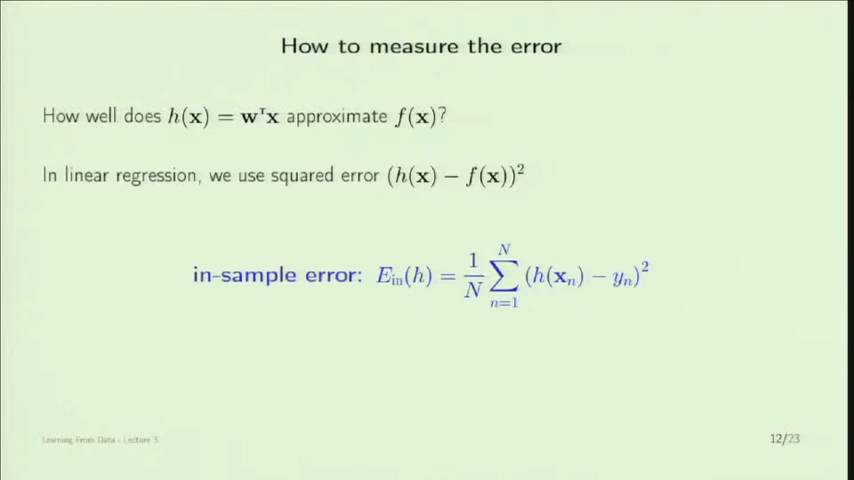 How to measure the error
How well does h(x) = wᵀx approximate f(x)?
In linear regression, we use squared error (h(x) − f(x))²
in-sample error: E_in(h) = 1/N ∑_{n=1}^{N} (h(x_n) − y_n)²
Learning From Data - Lecture 3
12/23